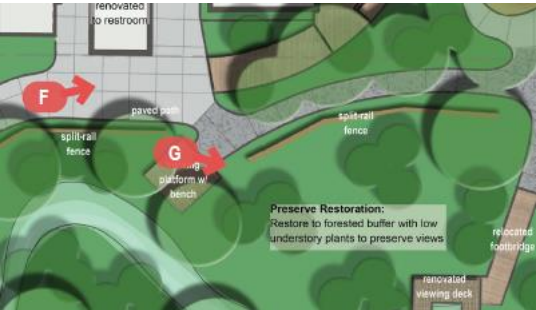 renovated
to restroom
F
paved path
split-rail
fence
split-rail
fence
G
platform w/
bench
Preserve Restoration:
Restore to forested buffer with low
understory plants to preserve views
relocated
footbridge
renovated
viewing deck